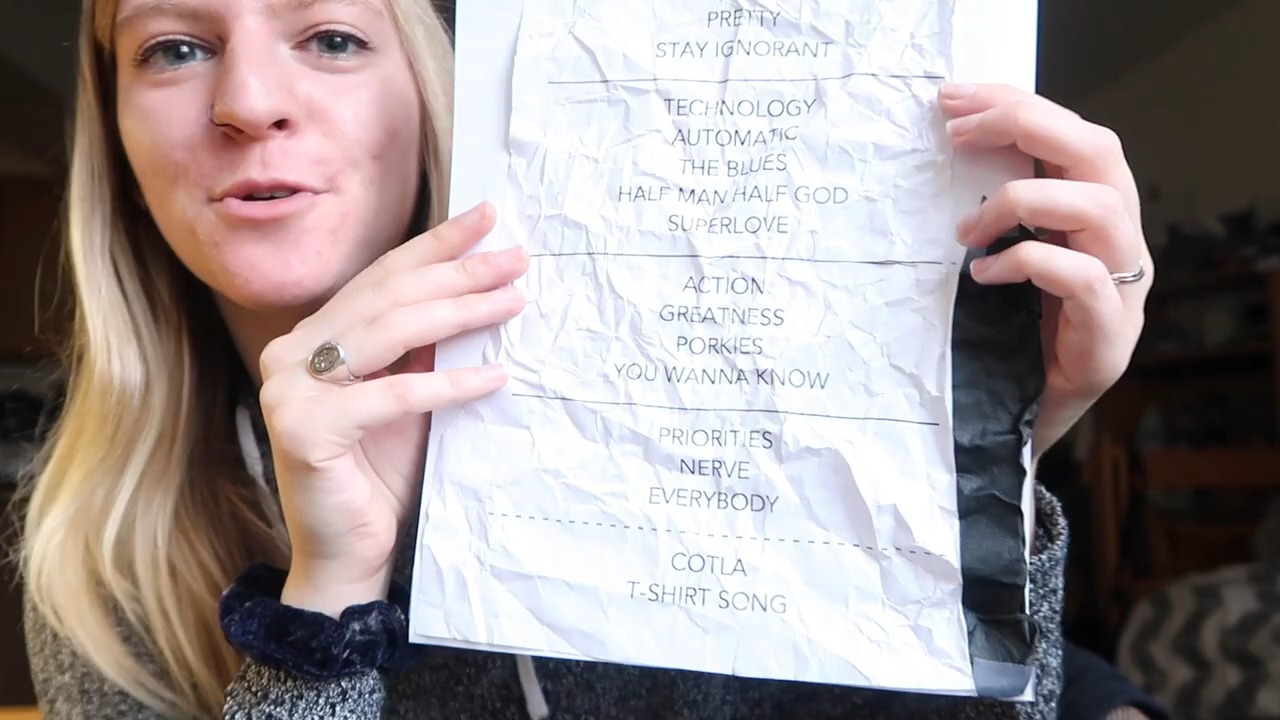 PRETTY
STAY IGNORANT
TECHNOLOGY
AUTOMATIC
THE BLUES
HALF MAN HALF GOD
SUPERLOVE
ACTION
GREATNESS
PORKIES
YOU WANNA KNOW
PRIORITIES
NERVE
EVERYBODY
COTLA
T-SHIRT SONG